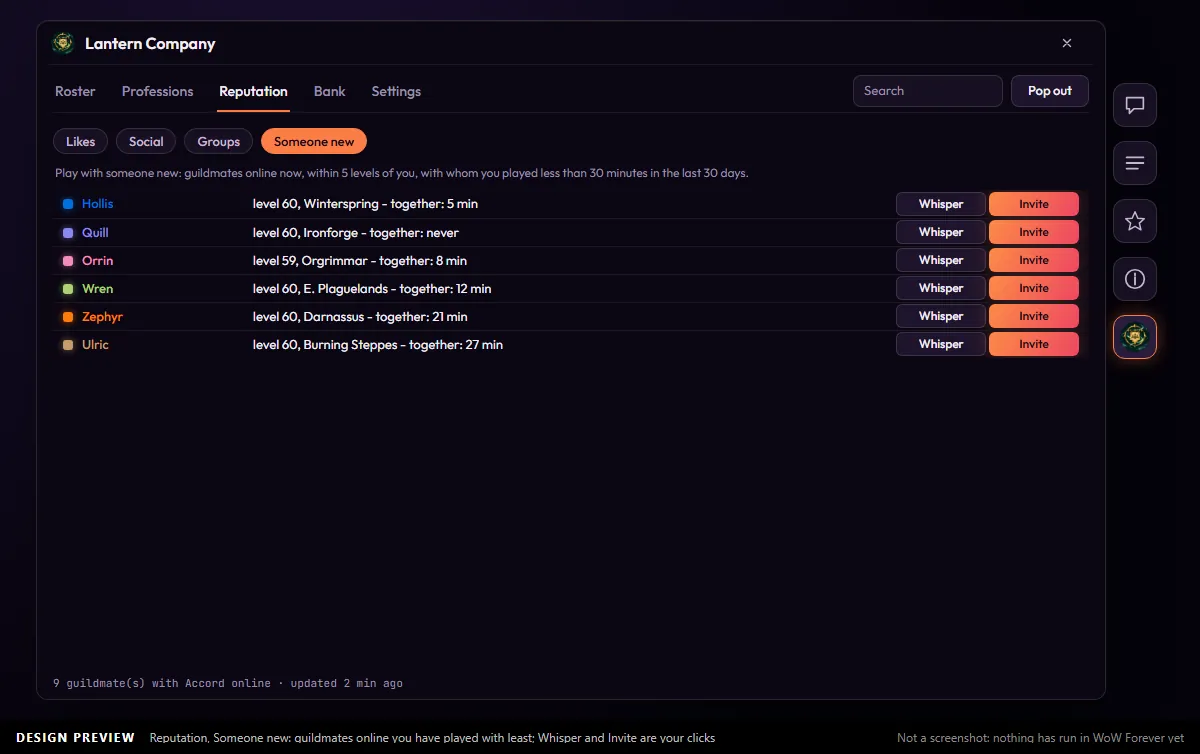 Lantern Company
Roster Professions Reputation Bank Settings Search Pop out
Likes Social Groups Someone new
Play with someone new: guildmates online now, within 5 levels of you, with whom you played less than 30 minutes in the last 30 days.
Hollis level 60, Winterspring - together: 5 min Whisper Invite
Quill level 60, Ironforge - together: never Whisper Invite
Orrin level 59, Orgrimmar - together: 8 min Whisper Invite
Wren level 60, E. Plaguelands - together: 12 min Whisper Invite
Zephyr level 60, Darnassus - together: 21 min Whisper Invite
Ulric level 60, Burning Steppes - together: 27 min Whisper Invite
9 guildmate(s) with Accord online · updated 2 min ago
DESIGN PREVIEW Reputation, Someone new: guildmates online you have played with least; Whisper and Invite are your clicks Not a screenshot: nothing has run in WoW Forever yet